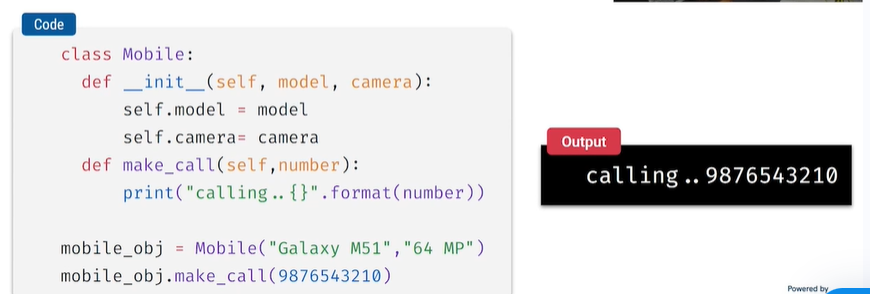 Code
class Mobile:
def __init__(self, model, camera):
self.model = model
self.camera= camera
def make_call(self,number):
print("calling..{}".format(number))
mobile_obj = Mobile("Galaxy M51","64 MP")
mobile_obj.make_call(9876543210)
Output
calling..9876543210
Powered by